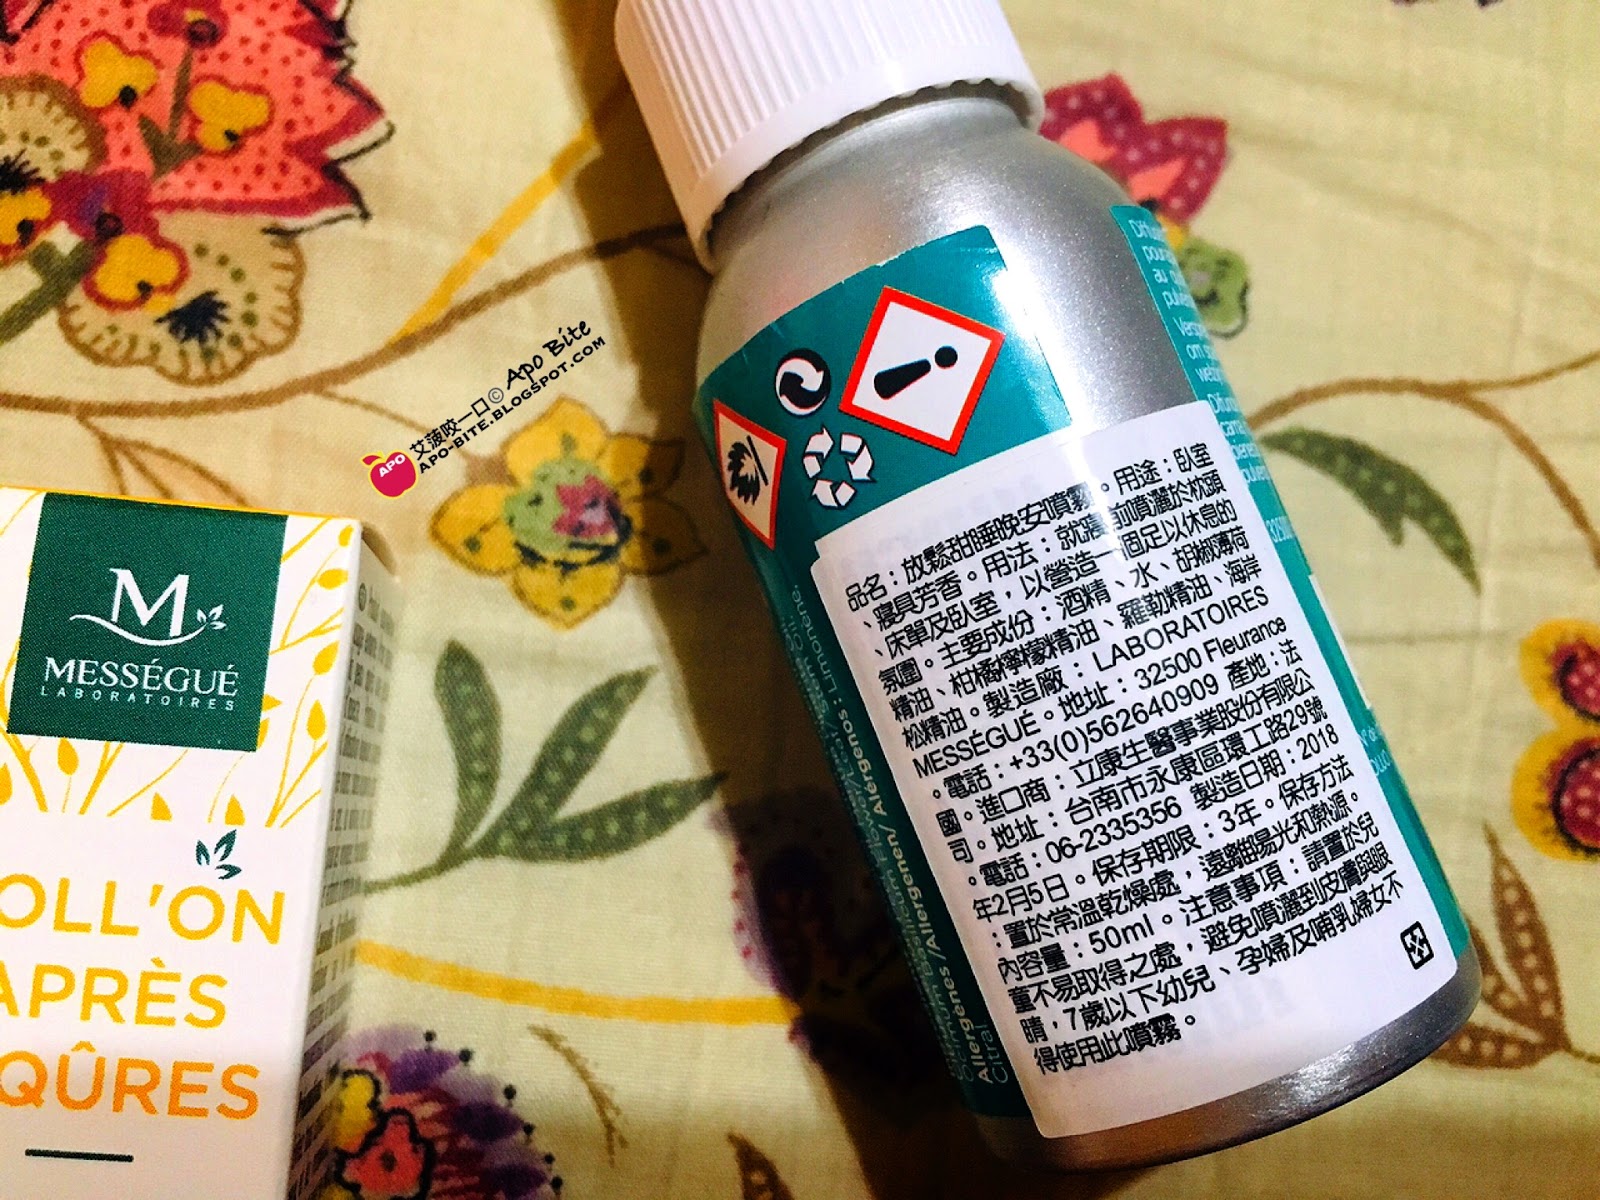 艾菠咬一口© Apo Bite
APO-BITE.BLOGSPOT.COM
APO
M
MESSÉGUÉ
LABORATOIRES
OLL'ON
APRÈS
QÛRES
品名：放鬆甜睡晚安噴霧。用途：臥室
、寢具芳香。用法：就寢前噴灑於枕頭
、床單及臥室，以營造一個足以休息的
氛圍。主要成份：酒精、水、胡椒薄荷
精油、柑橘檸檬精油、羅勒精油、海岸
松精油。製造廠：LABORATOIRES
MESSÉGUÉ。地址：32500 Fleurance
。電話：+33(0)562640909 產地：法
國。進口商：立康生醫事業股份有限公
司。地址：台南市永康區環工路29號
。電話：06-2335356 製造日期：2018
年2月5日。保存期限：3年。保存方法
：置於常溫乾燥處，遠離陽光和熱源。
內容量：50ml。注意事項：請置於兒
童不易取得之處，避免噴灑到皮膚與眼
睛，7歲以下幼兒、孕婦及哺乳婦女不
得使用此噴霧。
Allergenes /Allergenen/ Alérgenos: Limonene,
Citral